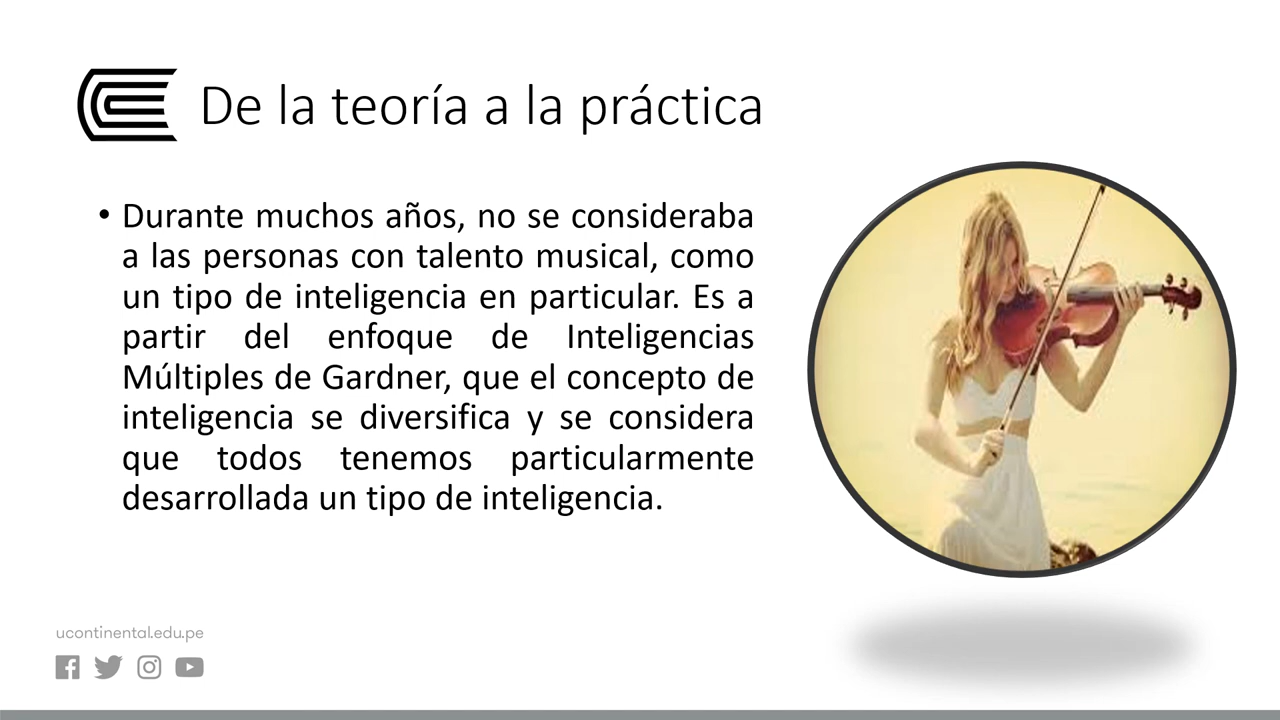 De la teoría a la práctica
• Durante muchos años, no se consideraba
a las personas con talento musical, como
un tipo de inteligencia en particular. Es a
partir del enfoque de Inteligencias
Múltiples de Gardner, que el concepto de
inteligencia se diversifica y se considera
que todos tenemos particularmente
desarrollada un tipo de inteligencia.
ucontinental.edu.pe